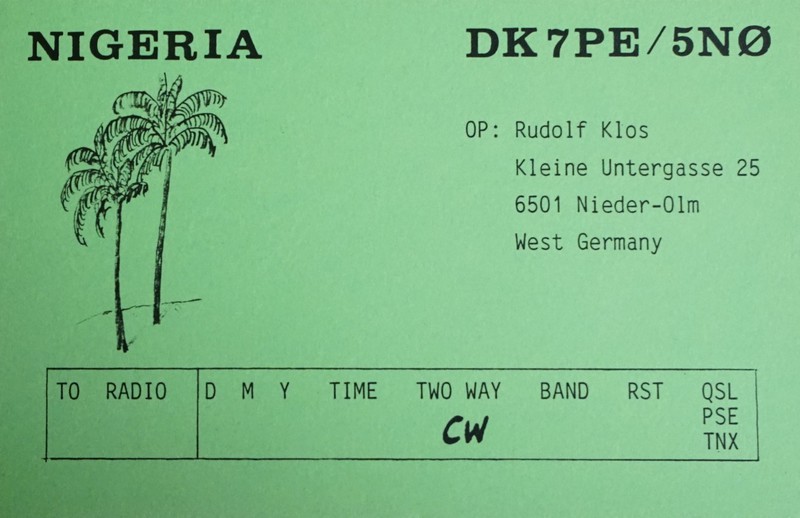 NIGERIA
DK7PE/5NØ
OP: Rudolf Klos
Kleine Untergasse 25
6501 Nieder-Olm
West Germany
TO RADIO D M Y TIME TWO WAY BAND RST QSL
PSE
CW
TNX